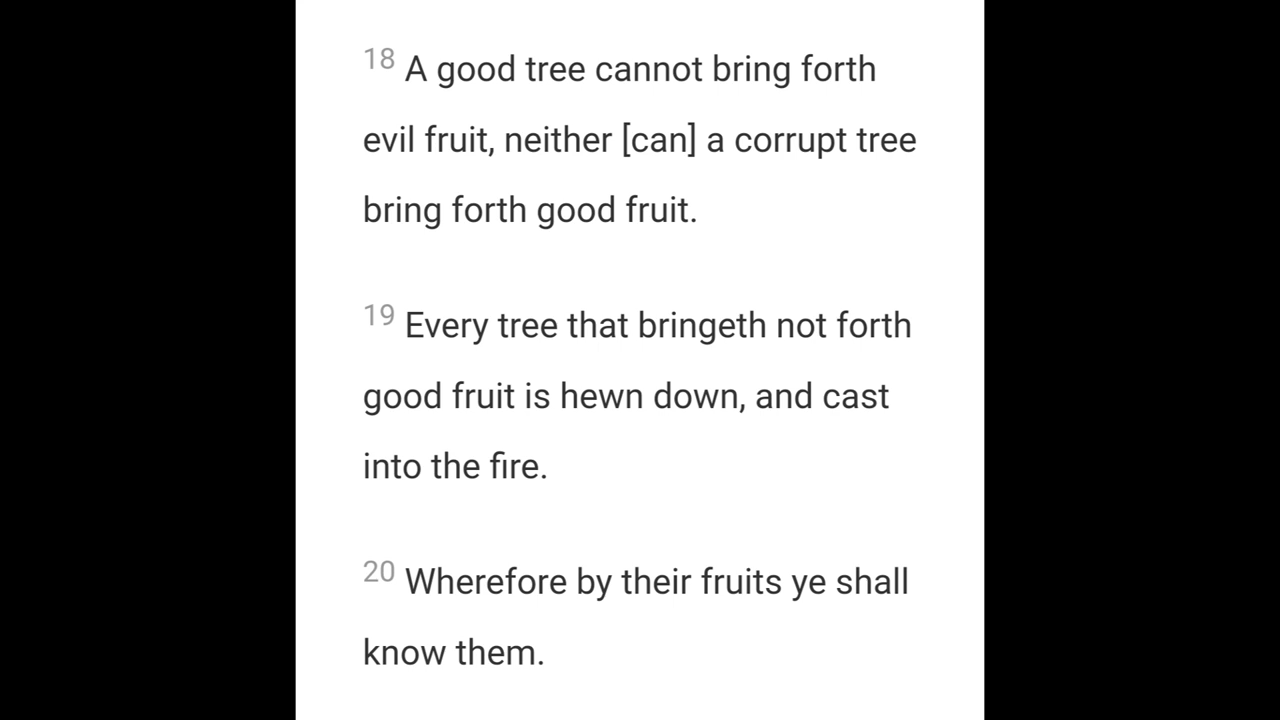 18 A good tree cannot bring forth
evil fruit, neither [can] a corrupt tree
bring forth good fruit.
19 Every tree that bringeth not forth
good fruit is hewn down, and cast
into the fire.
20 Wherefore by their fruits ye shall
know them.